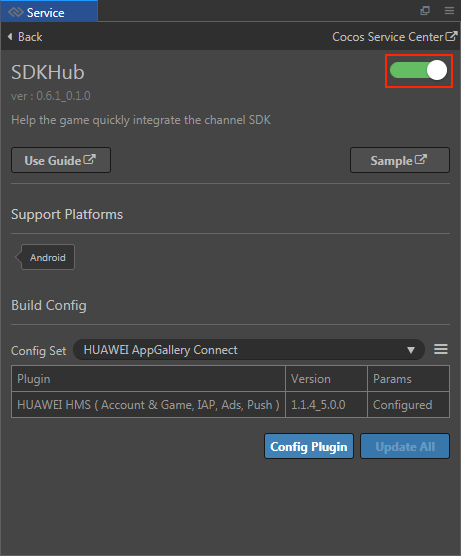 Service
Back Cocos Service Center
SDKHub
ver : 0.6.1_0.1.0
Help the game quickly integrate the channel SDK
Use Guide Sample
Support Platforms
Android
Build Config
Config Set HUAWEI AppGallery Connect
Plugin Version Params
HUAWEI HMS ( Account & Game, IAP, Ads, Push ) 1.1.4_5.0.0 Configured
Config Plugin Update All